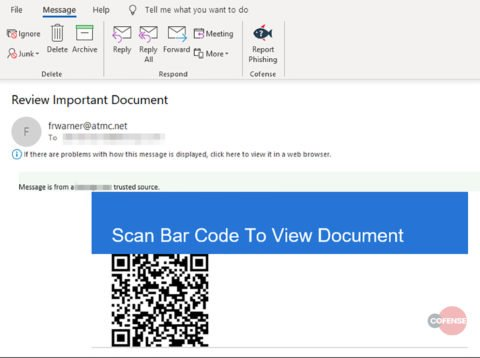 File Message Help Tell me what you want to do
Ignore
Junk
Delete
Archive
Reply
Reply All
Forward
Meeting
More
Report Phishing
Delete Respond Cofense
Review Important Document
F
frwarner@atmc.net
To
If there are problems with how this message is displayed, click here to view it in a web browser.
Message is from a trusted source.
Scan Bar Code To View Document
COFENSE